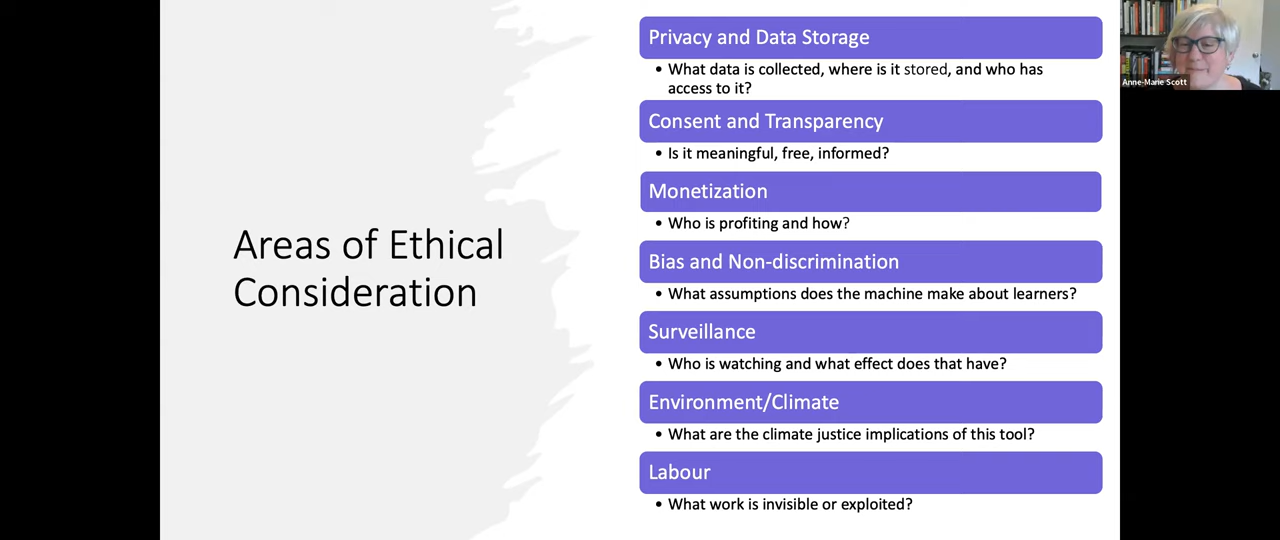 Areas of Ethical
Consideration
Privacy and Data Storage
• What data is collected, where is it stored, and who has
access to it?
Consent and Transparency
• Is it meaningful, free, informed?
Monetization
• Who is profiting and how?
Bias and Non-discrimination
• What assumptions does the machine make about learners?
Surveillance
• Who is watching and what effect does that have?
Environment/Climate
• What are the climate justice implications of this tool?
Labour
• What work is invisible or exploited?
Anne-Marie Scott